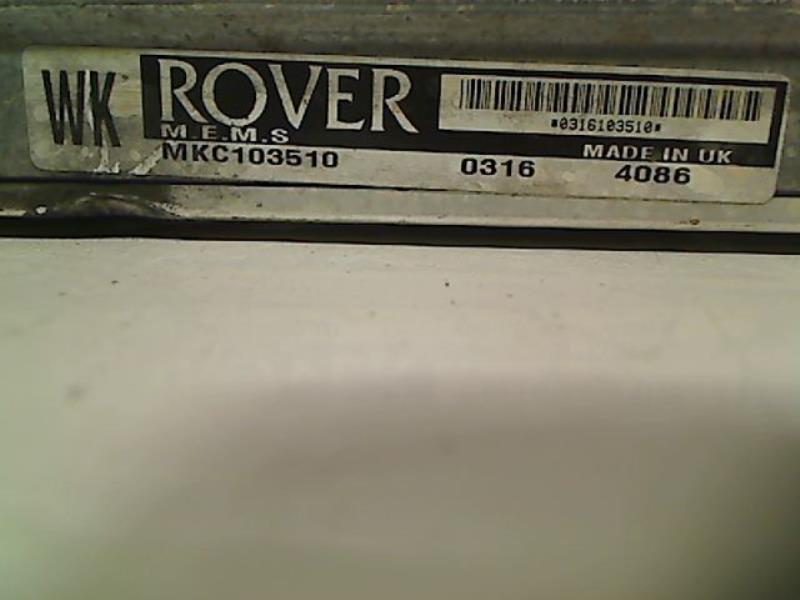 WK
ROVER
M.E.M.S
*0316103510*
MADE IN UK
MKC103510 0316 4086